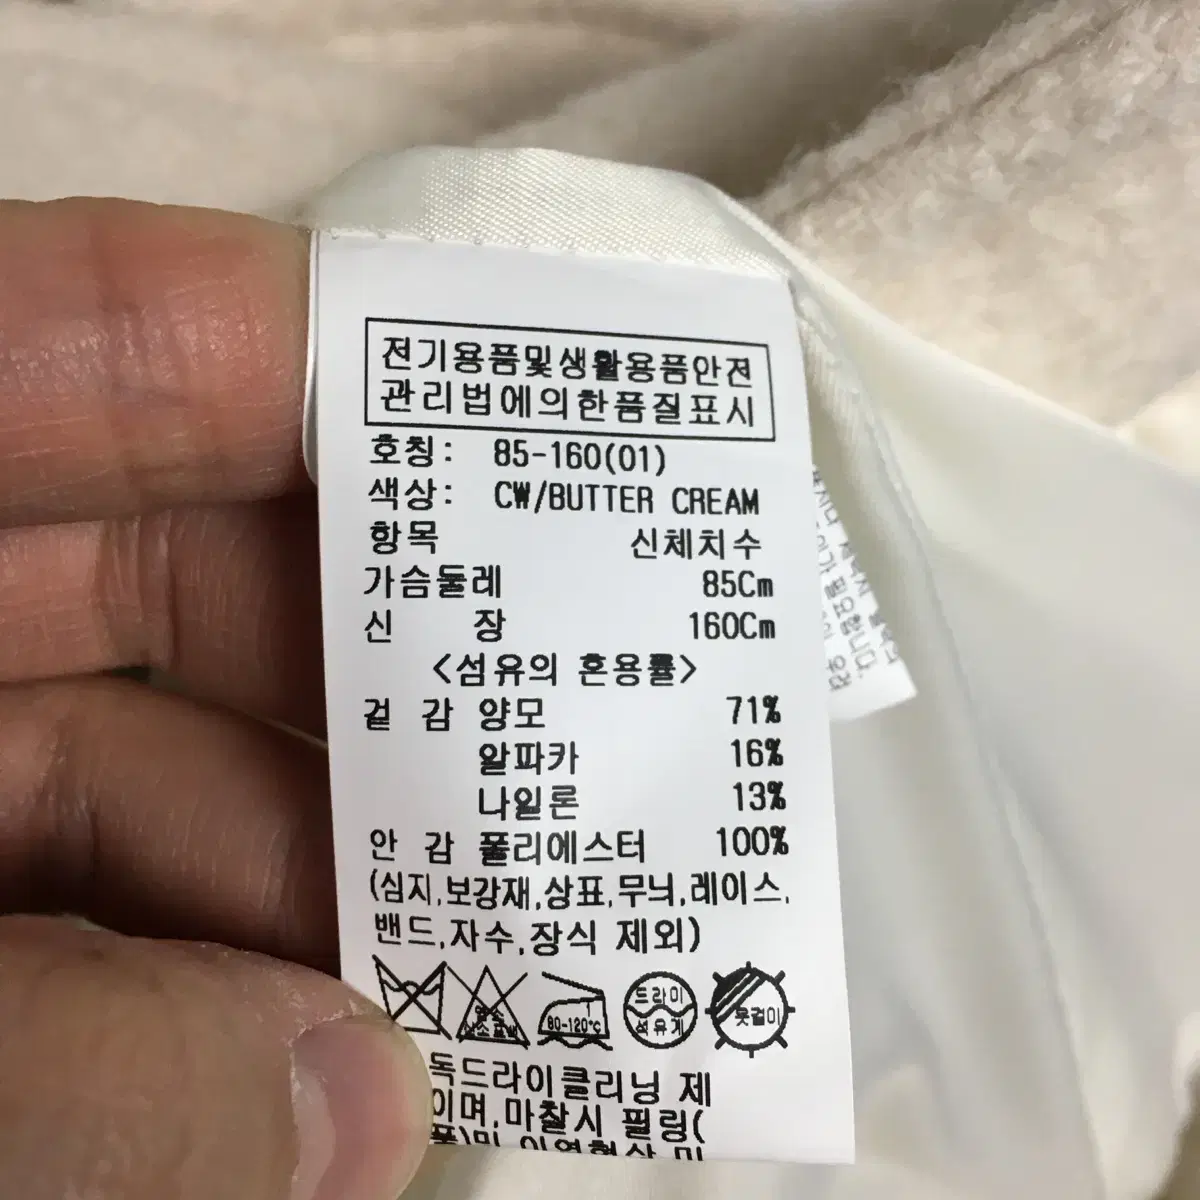 전기용품및생활용품안전
관리법에의한품질표시
호칭: 85-160(01)
색상: CW/BUTTER CREAM
항목 신체치수
가슴둘레 85Cm
신 장 160Cm
<섬유의 혼용률>
겉 감 양모 71%
알파카 16%
나일론 13%
안 감 폴리에스터 100%
(심지,보강재,상표,무늬,레이스,
밴드,자수,장식 제외)
80-120℃
드라이
석유계
옷걸이
독드라이클리닝 제
이며,마찰시 필링(
필요합니다.